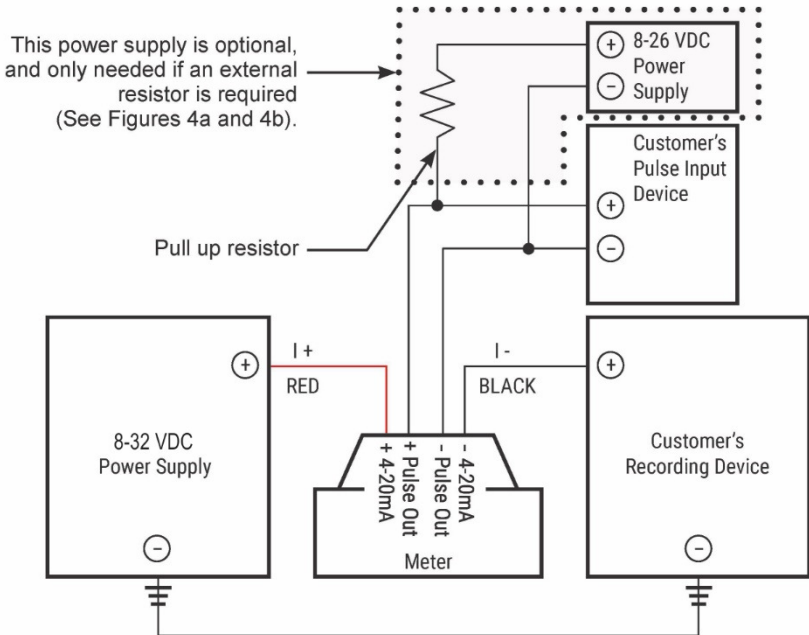 This power supply is optional,
and only needed if an external
resistor is required
(See Figures 4a and 4b).
+
8-26 VDC
−
Power
Supply
Customer's
Pulse Input
Device
+
−
Pull up resistor
+
I +
RED
I -
BLACK
+
8-32 VDC
Power Supply
+ 4-20mA
+ Pulse Out
- Pulse Out
- 4-20mA
Meter
Customer's
Recording Device
−
−